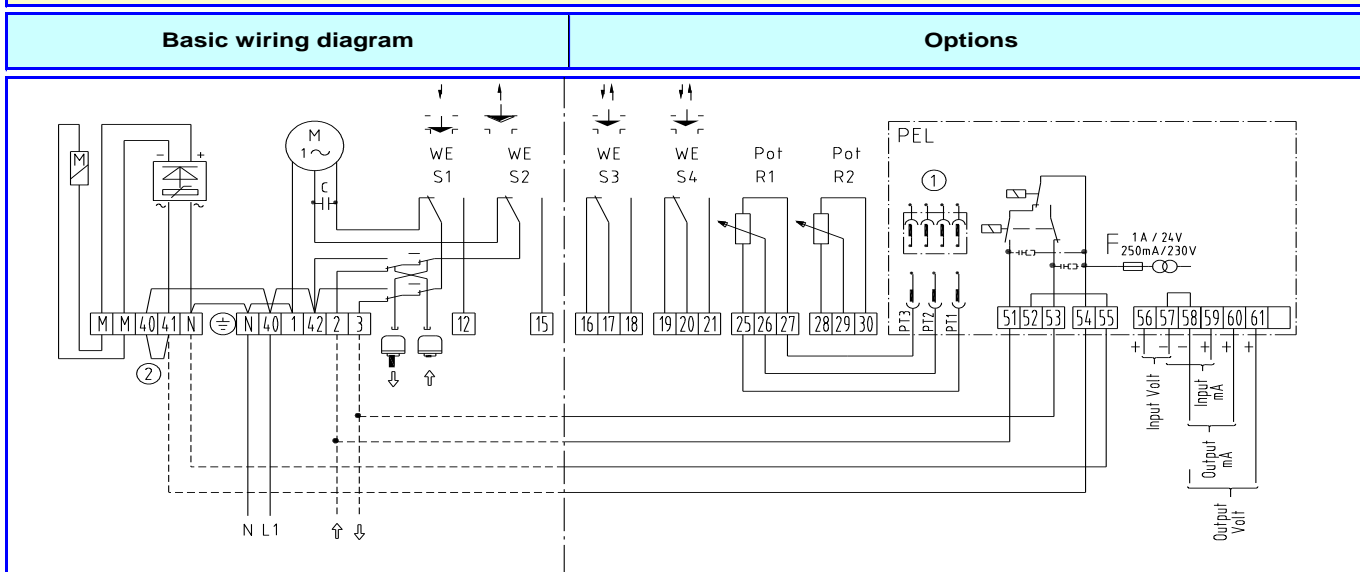 Basic wiring diagram
Options
M
M
1~
C
WE
S1
WE
S2
WE
S3
WE
S4
Pot
R1
Pot
R2
PEL
1
F 1A / 24V
250mA/230V
- +
~ ~
M M 40 41 N
N 40 1 42 2 3
12
15
16 17 18
19 20 21
25 26 27
28 29 30
PT3 PT2 PT1
51 52 53
54 55
56 57 58 59 60 61
+ - - + + +
2
Input Volt
Input
mA
Output
mA
Output
Volt
N L1